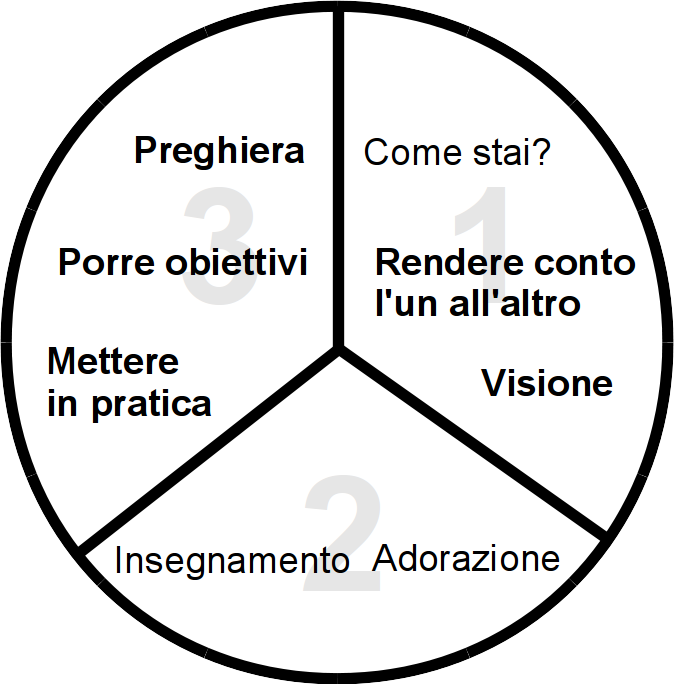 1
Come stai?
Rendere conto
l'un all'altro
Visione
2
Adorazione
Insegnamento
3
Mettere
in pratica
Porre obiettivi
Preghiera